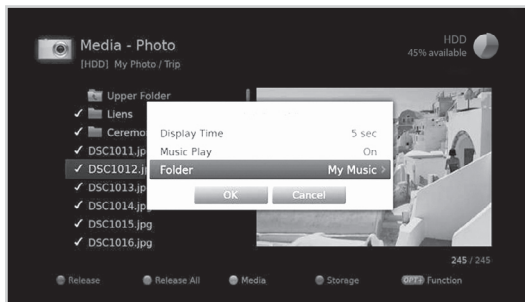 Media - Photo
[HDD] My Photo / Trip
HDD
45% available
Upper Folder
Liens
DSC1011.jp
DSC1012.j
DSC1013.jp
DSC1014.jp
DSC1015.jpg
DSC1016.jpg
Display Time 5 sec
Music Play On
Folder My Music >
OK Cancel
245 / 245
Release Release All Media Storage OPT+ Function